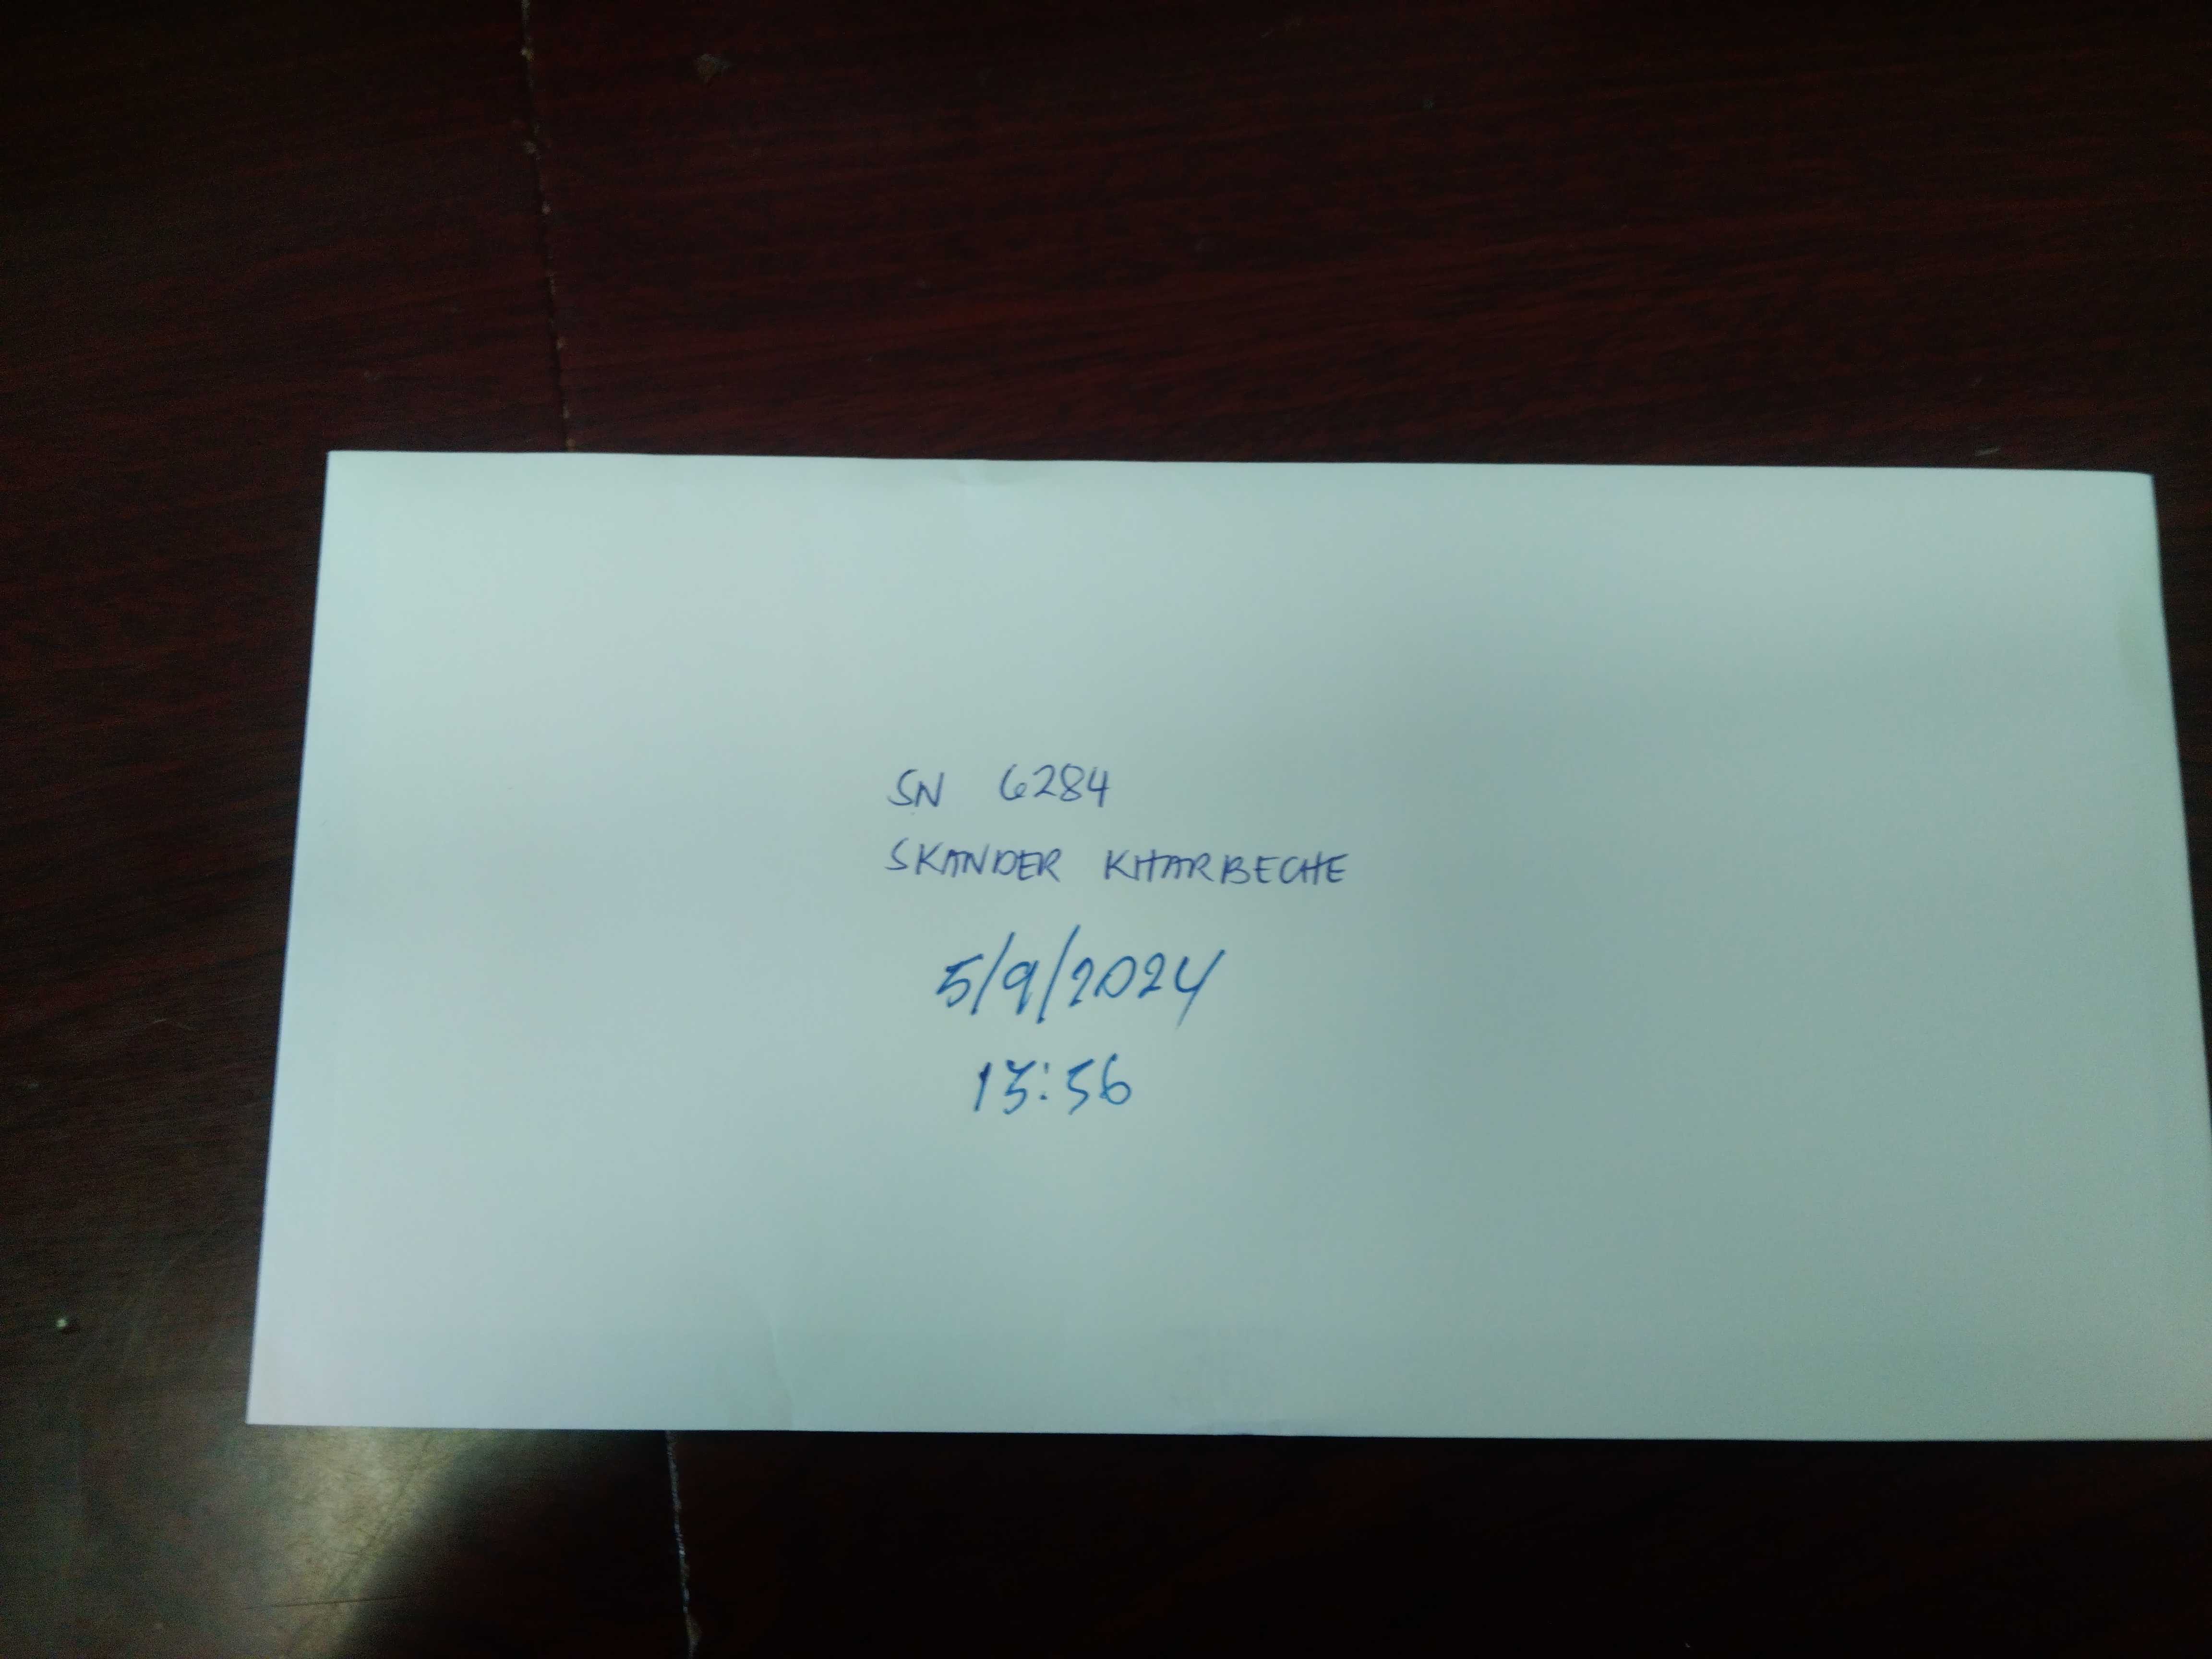 SN 6284
SKANDER KHARBECHE
5/9/2024
13:56